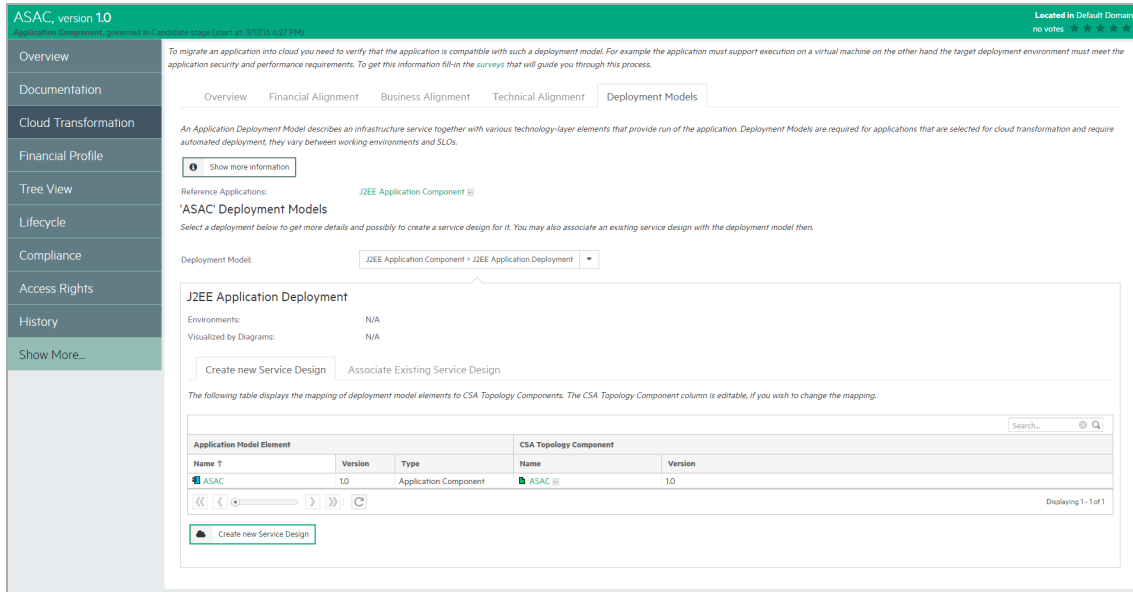 ASAC, version 1.0
Located in Default Domain
Application Component, governed in Candidate stage (start at: 3/17/16 6:27 PM)
no votes
Overview
Documentation
Cloud Transformation
Financial Profile
Tree View
Lifecycle
Compliance
Access Rights
History
Show More...
To migrate an application into cloud you need to verify that the application is compatible with such a deployment model. For example the application must support execution on a virtual machine on the other hand the target deployment environment must meet the
application security and performance requirements. To get this information fill-in the surveys that will guide you through this process.
Overview Financial Alignment Business Alignment Technical Alignment Deployment Models
An Application Deployment Model describes an infrastructure service together with various technology-layer elements that provide run of the application. Deployment Models are required for applications that are selected for cloud transformation and require
automated deployment, they vary between working environments and SLOs.
Show more information
Reference Applications: J2EE Application Component
'ASAC' Deployment Models
Select a deployment below to get more details and possibly to create a service design for it. You may also associate an existing service design with the deployment model then.
Deployment Model: J2EE Application Component > J2EE Application Deployment
J2EE Application Deployment
Environments: N/A
Visualized by Diagrams: N/A
Create new Service Design Associate Existing Service Design
The following table displays the mapping of deployment model elements to CSA Topology Components. The CSA Topology Component column is editable, if you wish to change the mapping.
Search...
Application Model Element CSA Topology Component
Name ↑ Version Type Name Version
ASAC 1.0 Application Component ASAC 1.0
Displaying 1 - 1 of 1
Create new Service Design